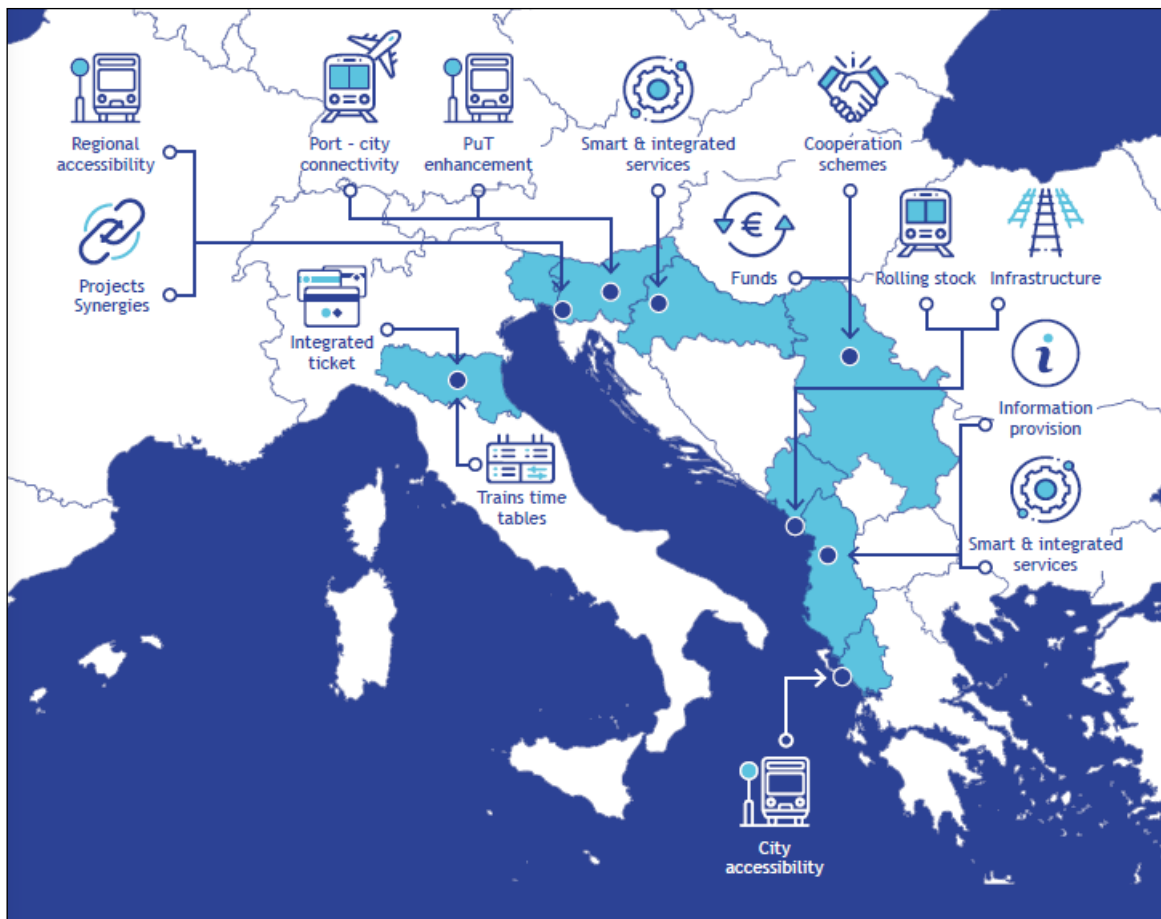 Regional
accessibility
Port - city
connectivity
PuT
enhancement
Smart & integrated
services
Cooperation
schemes
Projects
Synergies
Integrated
ticket
€
Funds
Rolling stock
Infrastructure
i
Information
provision
Trains time
tables
Smart & integrated
services
City
accessibility